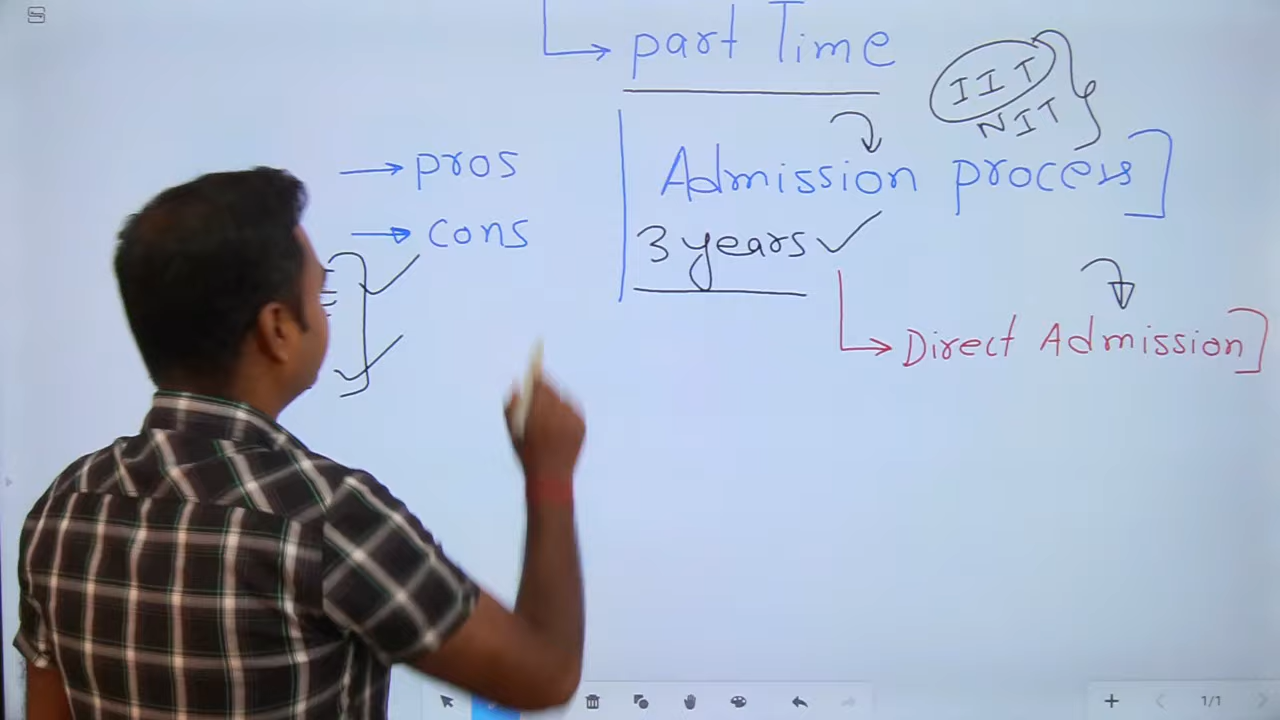 part Time
IIT
NIT
Admission process
→ pros
→ cons
3 years ✓
Direct Admission
1/1